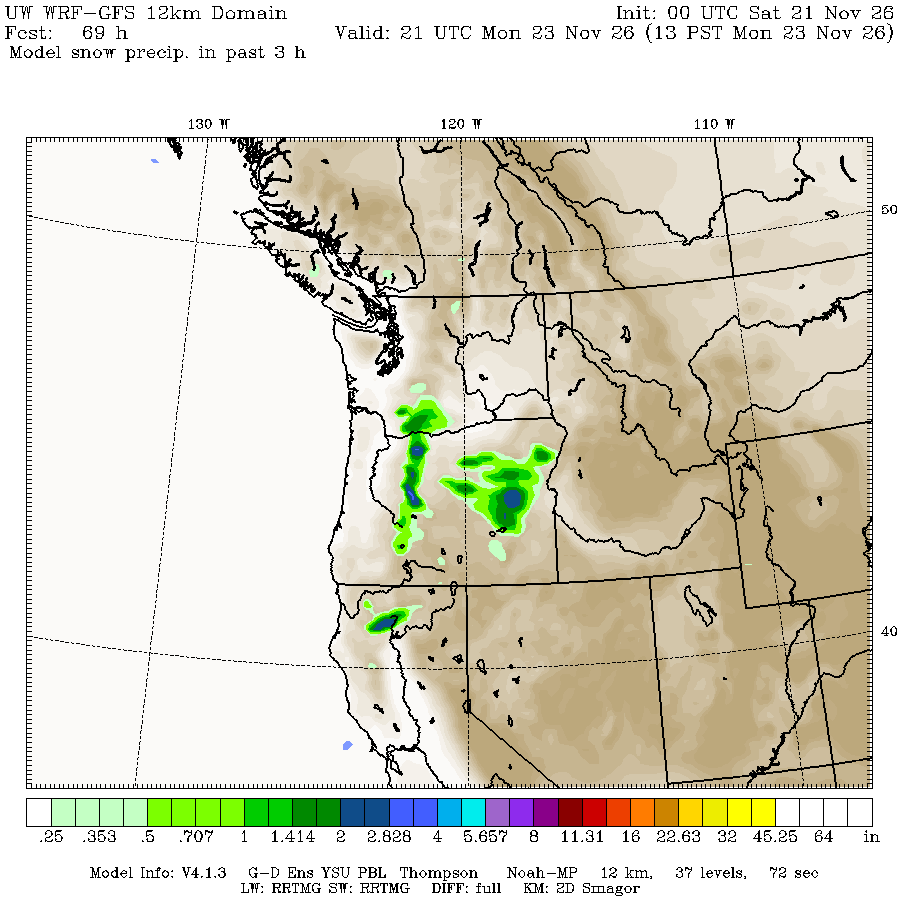 UW WRF-GFS 12km Domain Init: 00 UTC Sat 21 Nov 26
Fcst: 69 h Valid: 21 UTC Mon 23 Nov 26 (13 PST Mon 23 Nov 26)
Model snow precip. in past 3 h
130 W 120 W 110 W
50
40
.25 .353 .5 .707 1 1.414 2 2.828 4 5.657 8 11.31 16 22.63 32 45.25 64 in
Model Info: V4.1.3 G-D Ens YSU PBL Thompson Noah-MP 12 km, 37 levels, 72 sec
LW: RRTMG SW: RRTMG DIFF: full KM: 2D Smagor